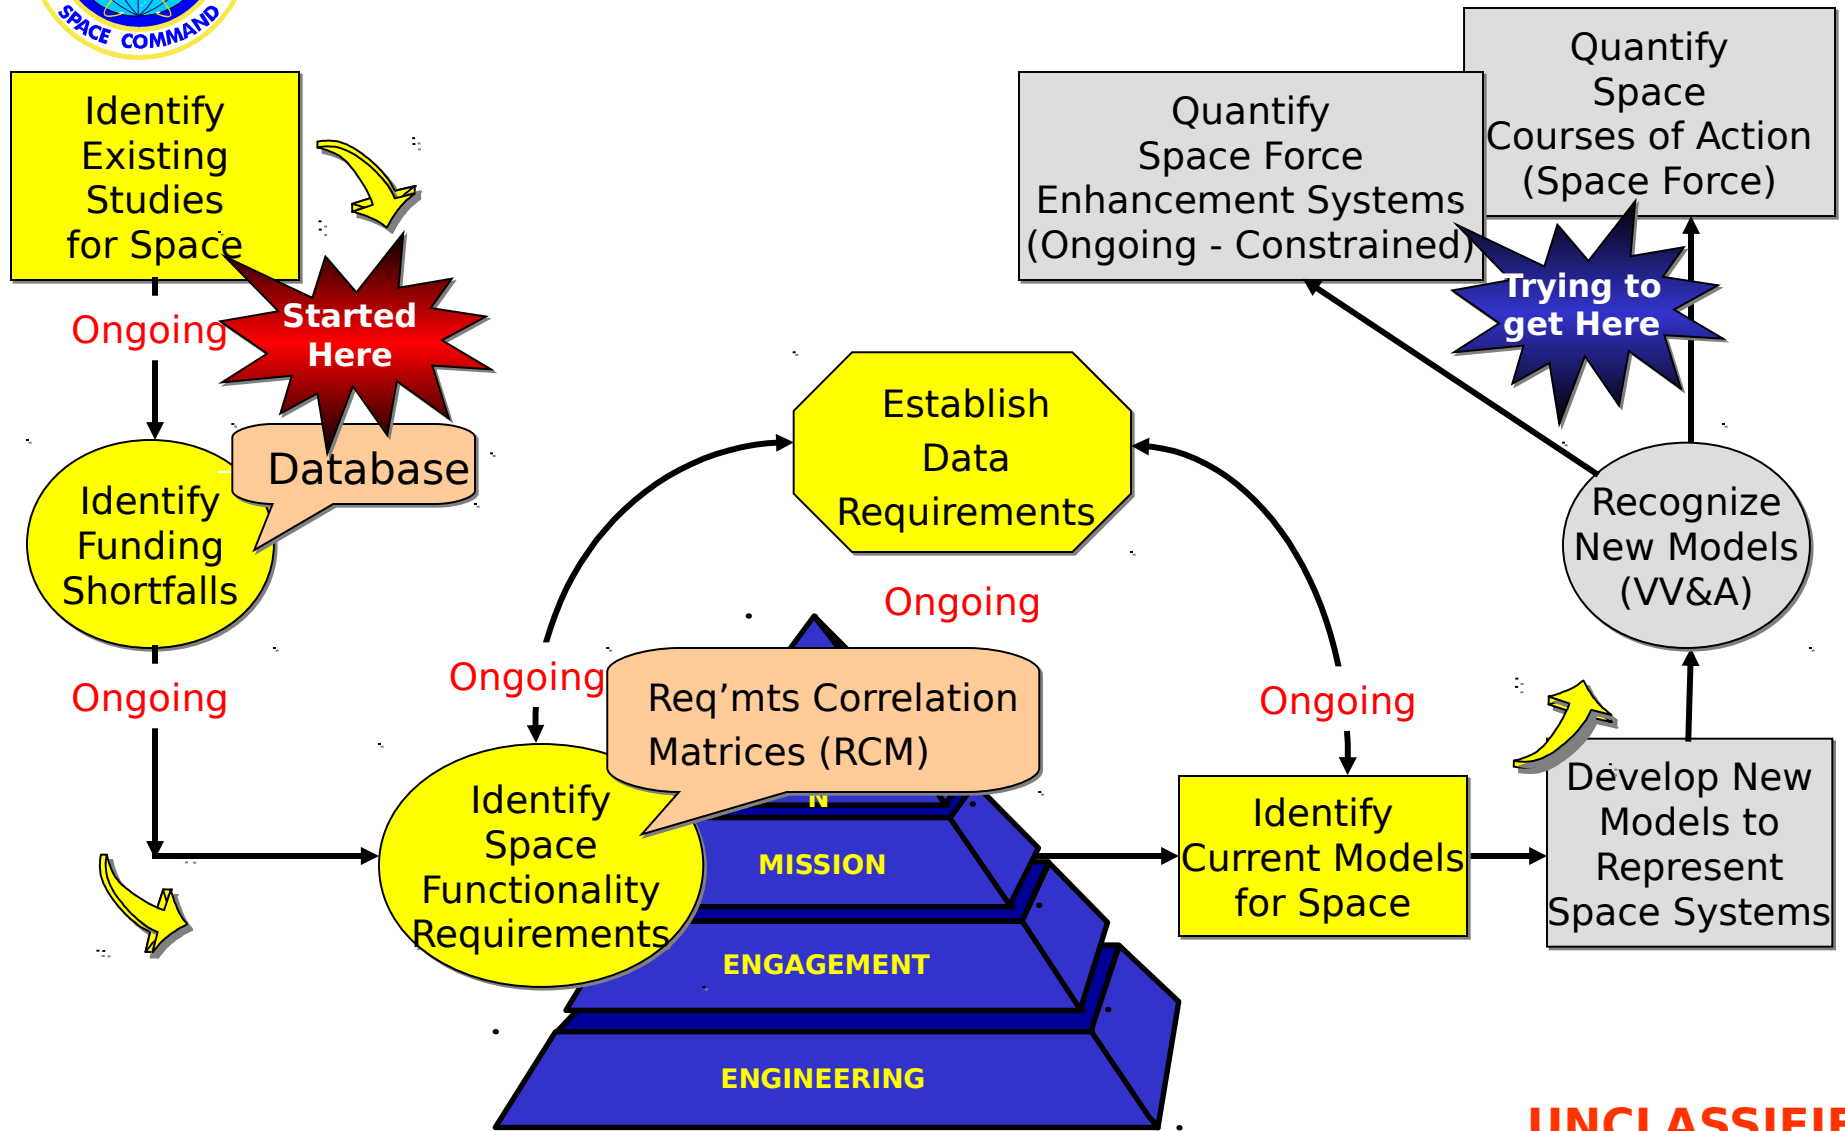 SPACE COMMAND
Identify
Existing
Studies
for Space
Ongoing
Started
Here
Database
Identify
Funding
Shortfalls
Ongoing
Quantify
Space Force
Enhancement Systems
(Ongoing - Constrained)
Quantify
Space
Courses of Action
(Space Force)
Trying to
get Here
Establish
Data
Requirements
Ongoing
Ongoing
Req’mts Correlation
Matrices (RCM)
Identify
Space
Functionality
Requirements
N
MISSION
ENGAGEMENT
ENGINEERING
Ongoing
Identify
Current Models
for Space
Recognize
New Models
(VV&A)
Develop New
Models to
Represent
Space Systems